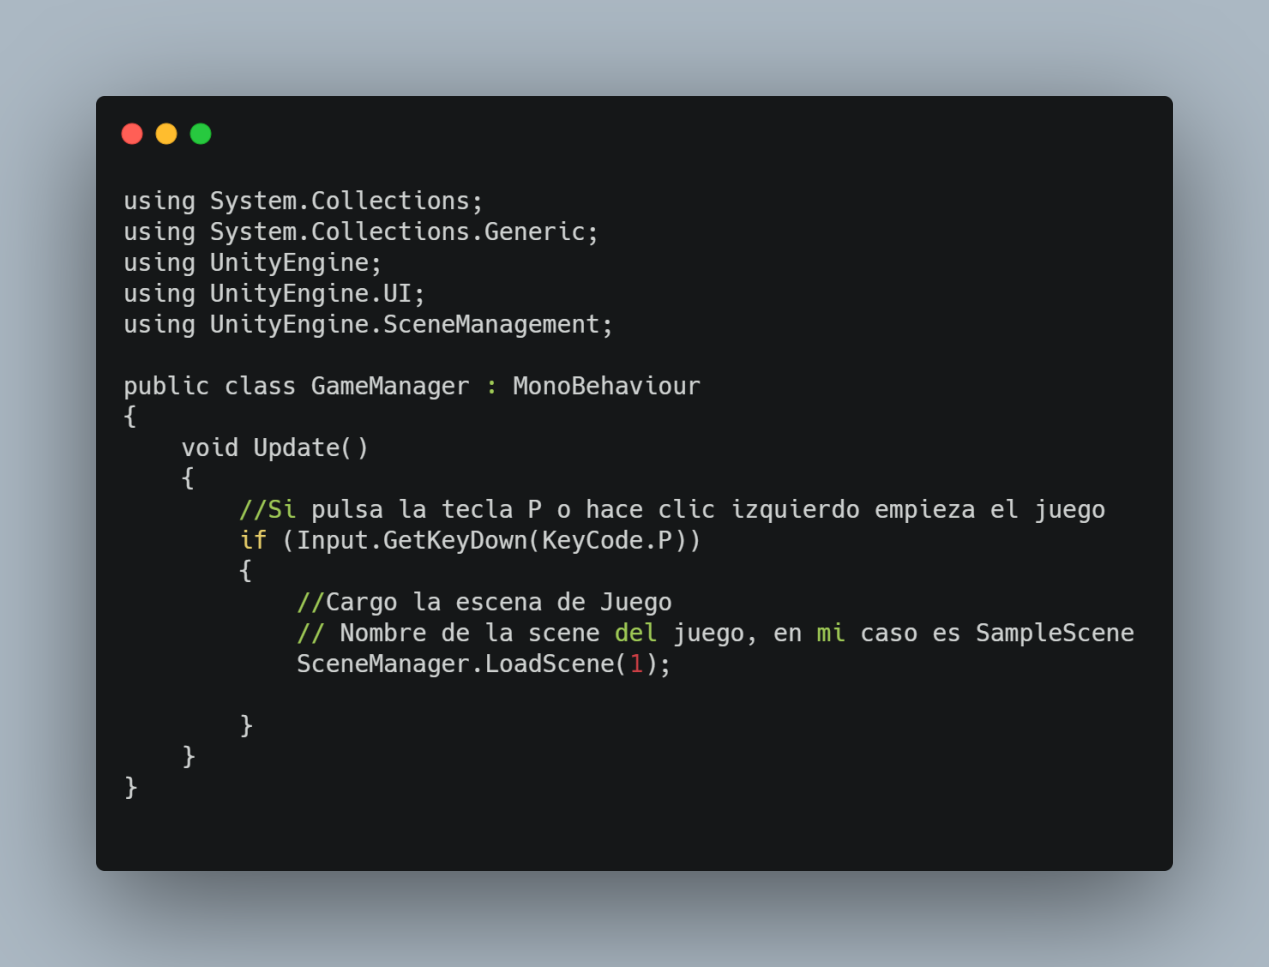 using System.Collections;
using System.Collections.Generic;
using UnityEngine;
using UnityEngine.UI;
using UnityEngine.SceneManagement;
public class GameManager : MonoBehaviour
{
    void Update()
    {
        //Si pulsa la tecla P o hace clic izquierdo empieza el juego
        if (Input.GetKeyDown(KeyCode.P))
        {
            //Cargo la escena de Juego
            // Nombre de la scene del juego, en mi caso es SampleScene
            SceneManager.LoadScene(1);
        }
    }
}